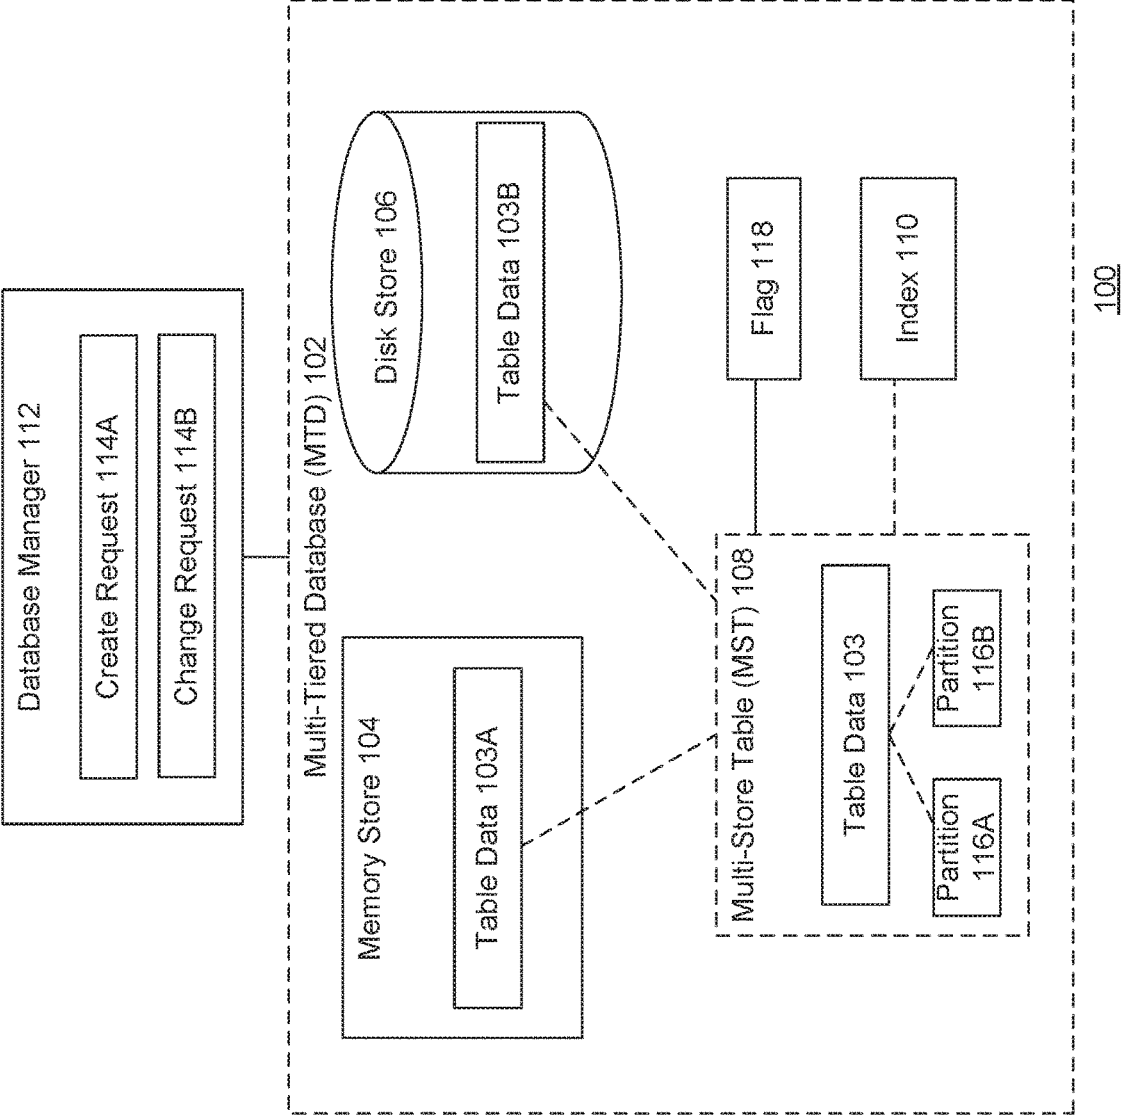 Database Manager 112
Create Request 114A
Change Request 114B
Multi-Tiered Database (MTD) 102
Memory Store 104
Table Data 103A
Disk Store 106
Table Data 103B
Multi-Store Table (MST) 108
Table Data 103
Partition
116A
Partition
116B
Flag 118
Index 110
100